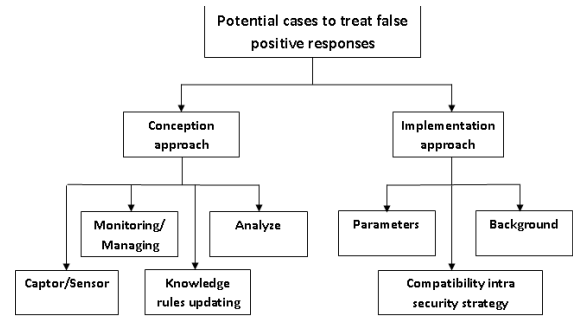 Potential cases to treat false
positive responses
Conception
approach
Implementation
approach
Monitoring/
Managing
Analyze
Parameters
Background
Captor/Sensor
Knowledge
rules updating
Compatibility intra
security strategy